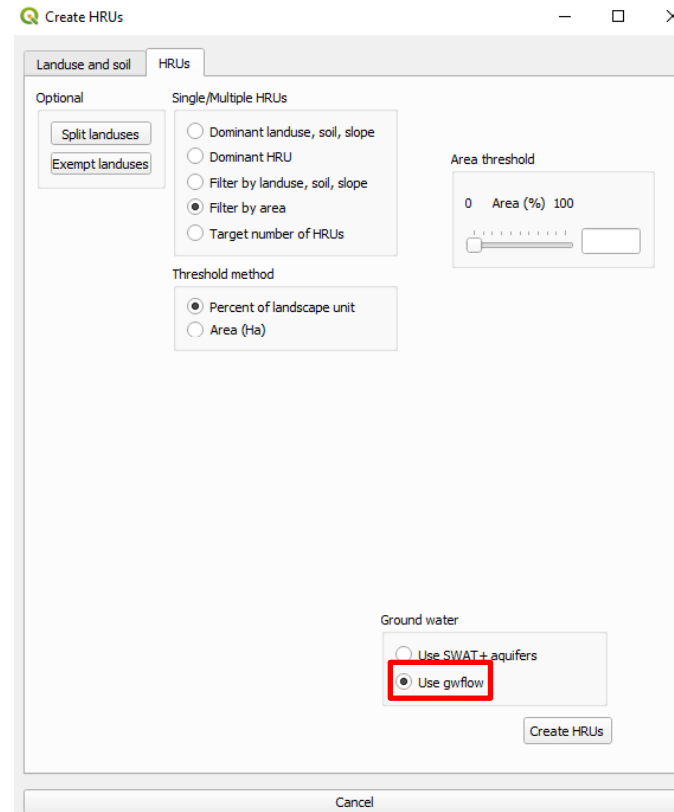 Create HRUs
Landuse and soil
HRUs
Optional
Split landuses
Exempt landuses
Single/Multiple HRUs
Dominant landuse, soil, slope
Dominant HRU
Filter by landuse, soil, slope
Filter by area
Target number of HRUs
Threshold method
Percent of landscape unit
Area (Ha)
Area threshold
0 Area (%) 100
Ground water
Use SWAT+ aquifers
Use gwflow
Create HRUs
Cancel